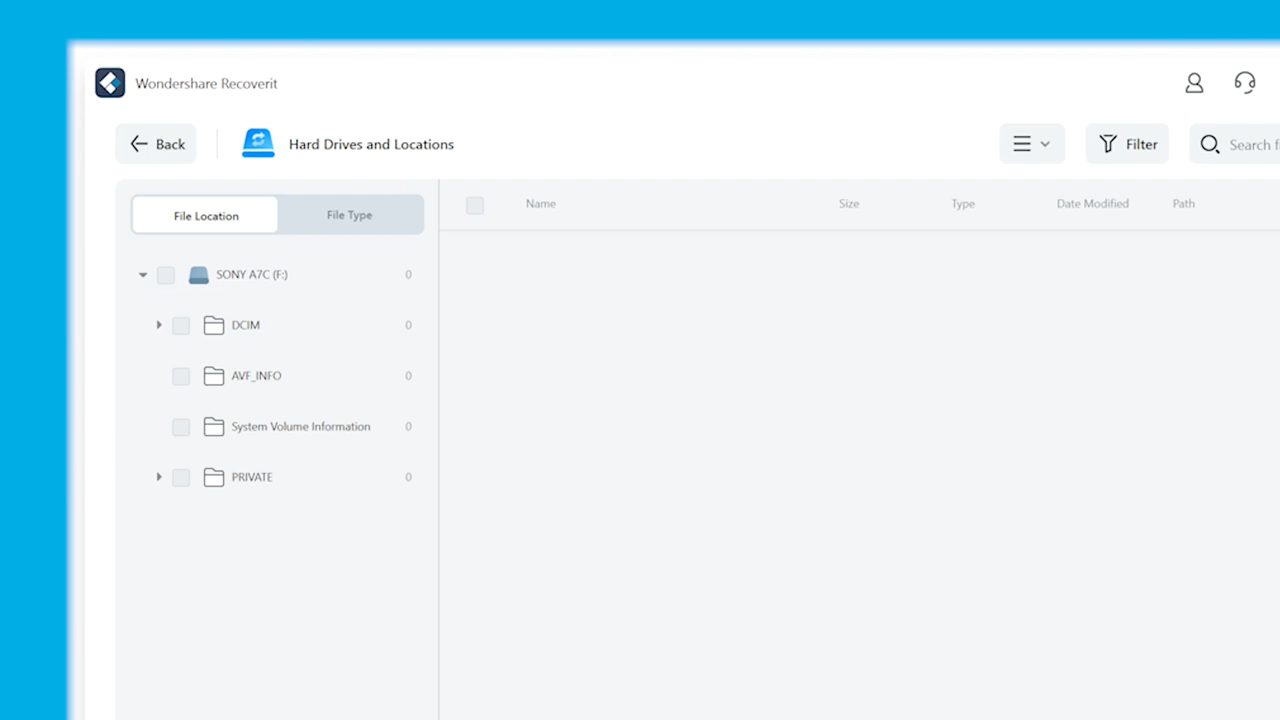 Wondershare Recoverit
Back
Hard Drives and Locations
Filter
Search
File Location
File Type
Name
Size
Type
Date Modified
Path
SONY A7C (F:)
0
DCIM
0
AVF_INFO
0
System Volume Information
0
PRIVATE
0